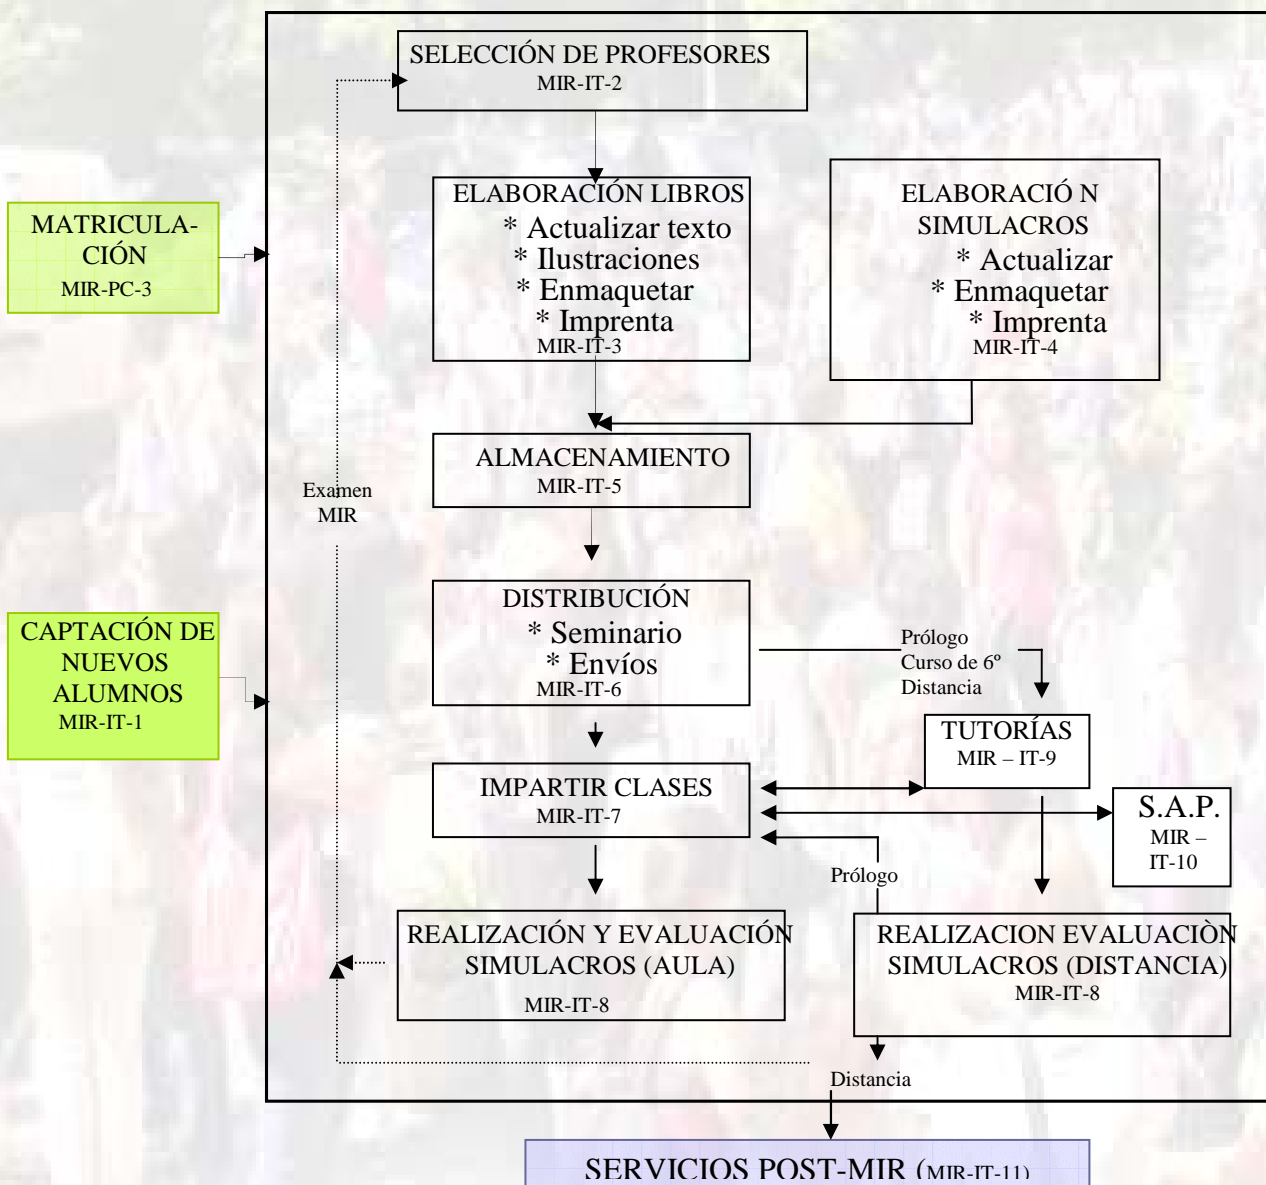 SELECCIÓN DE PROFESORES
MIR-IT-2
MATRICULA-
CIÓN
MIR-PC-3
ELABORACIÓN LIBROS
* Actualizar texto
* Ilustraciones
* Enmaquetar
* Imprenta
MIR-IT-3
ELABORACIÓ N
SIMULACROS
* Actualizar
* Enmaquetar
* Imprenta
MIR-IT-4
ALMACENAMIENTO
MIR-IT-5
Examen
MIR
CAPTACIÓN DE
NUEVOS
ALUMNOS
MIR-IT-1
DISTRIBUCIÓN
* Seminario
* Envíos
MIR-IT-6
Prólogo
Curso de 6º
Distancia
TUTORÍAS
MIR – IT-9
IMPARTIR CLASES
MIR-IT-7
S.A.P.
MIR –
IT-10
Prólogo
REALIZACIÓN Y EVALUACIÓN
SIMULACROS (AULA)
MIR-IT-8
REALIZACION EVALUACIÒN
SIMULACROS (DISTANCIA)
MIR-IT-8
Distancia
SERVICIOS POST-MIR (MIR-IT-11)